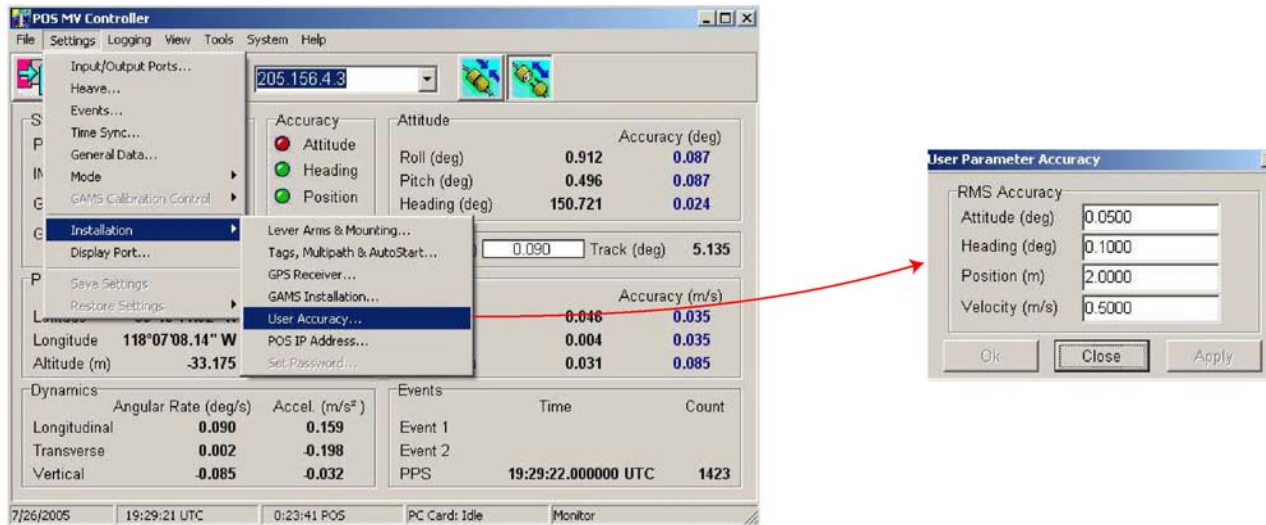 POS MV Controller
File Settings Logging View Tools System Help
Input/Output Ports...
Heave...
Events...
Time Sync...
General Data...
Mode
GAMS Calibration Control
Installation
Display Port...
Save Settings
Restore Settings
Lever Arms & Mounting...
Tags, Multipath & AutoStart...
GPS Receiver...
GAMS Installation...
User Accuracy...
POS IP Address...
Set Password...
205.156.4.3
Accuracy
Attitude
Heading
Position
Attitude
Accuracy (deg)
Roll (deg) 0.912 0.087
Pitch (deg) 0.496 0.087
Heading (deg) 150.721 0.024
0.090 Track (deg) 5.135
Accuracy (m/s)
0.046 0.035
Longitude 118°07'08.14" W 0.004 0.035
Altitude (m) -33.175 0.031 0.085
Dynamics
Angular Rate (deg/s) Accel. (m/s²)
Longitudinal 0.090 0.159
Transverse 0.002 -0.198
Vertical -0.085 -0.032
Events
Time Count
Event 1
Event 2
PPS 19:29:22.000000 UTC 1423
7/26/2005 19:29:21 UTC 0:23:41 POS PC Card: Idle Monitor
User Parameter Accuracy
RMS Accuracy
Attitude (deg) 0.0500
Heading (deg) 0.1000
Position (m) 2.0000
Velocity (m/s) 0.5000
Ok Close Apply